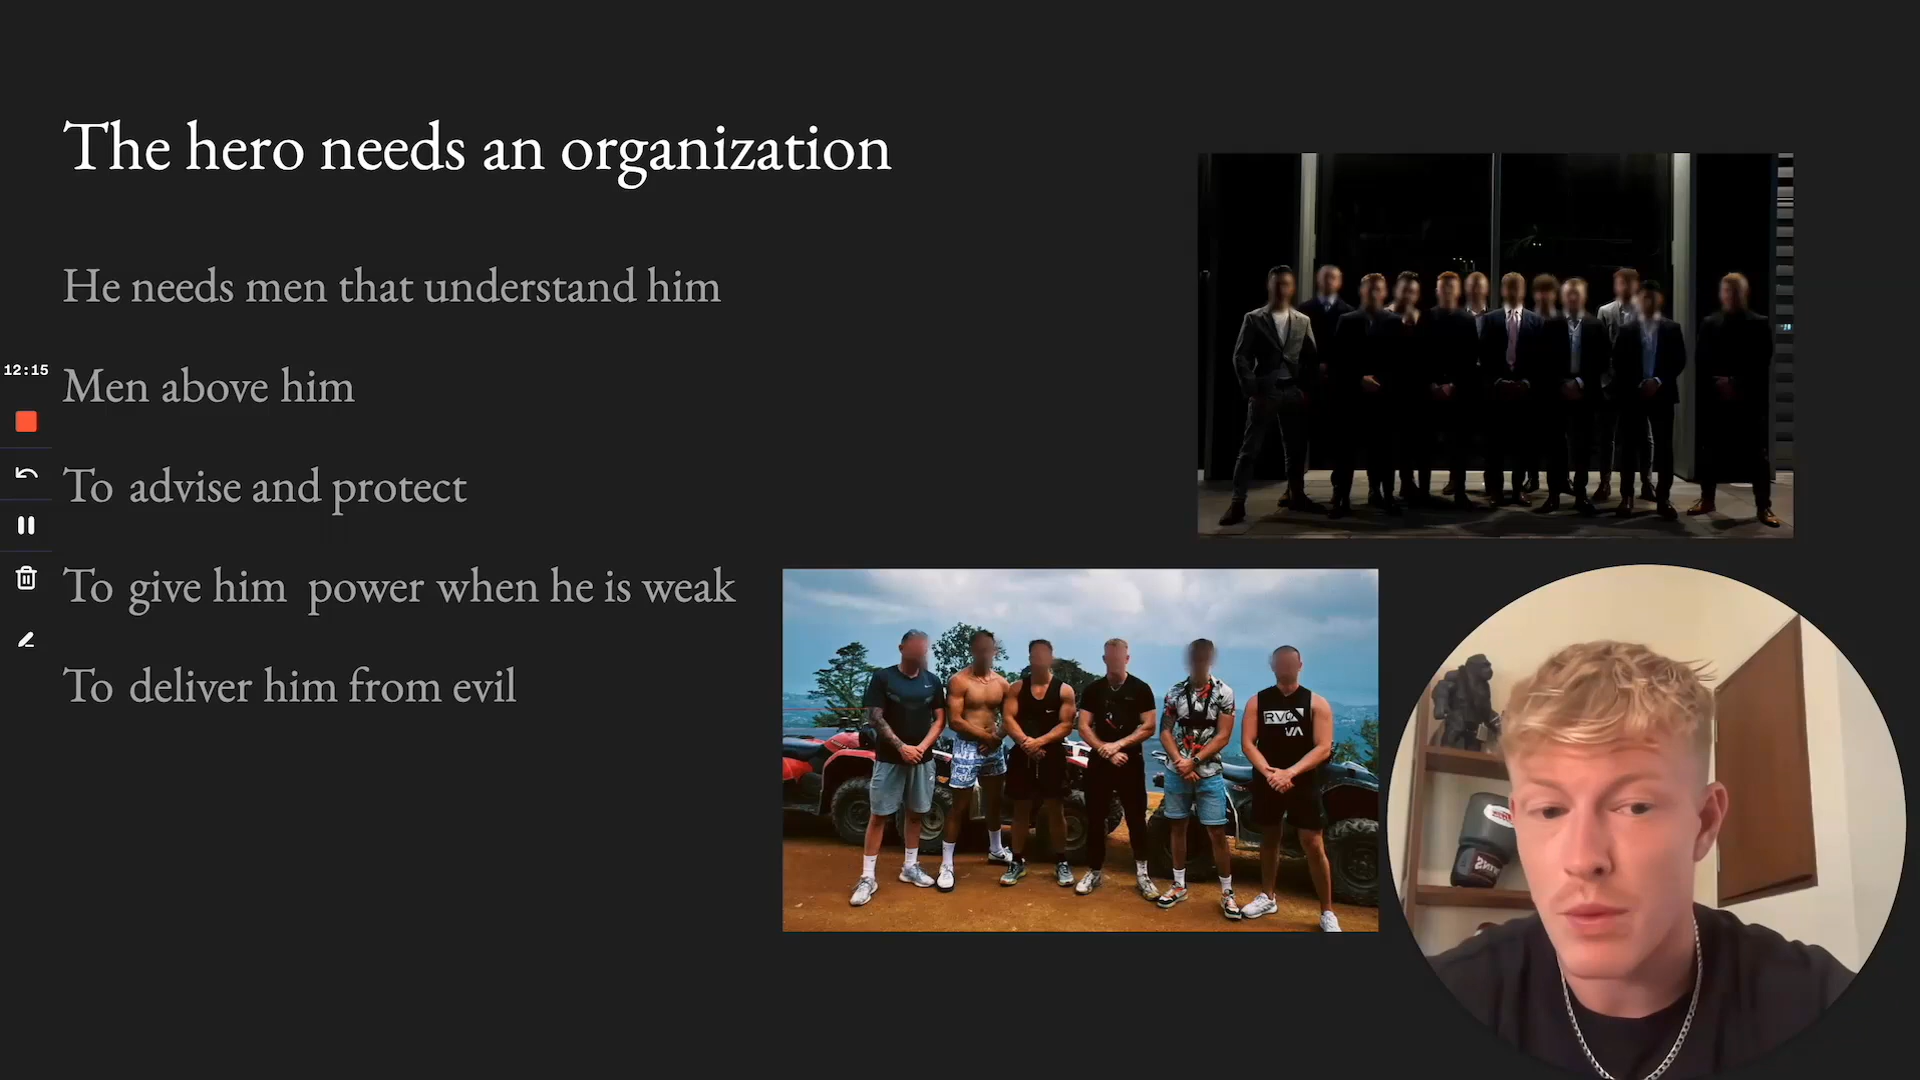 The hero needs an organization
He needs men that understand him
12:15
Men above him
To advise and protect
To give him power when he is weak
To deliver him from evil
RVCA
VA